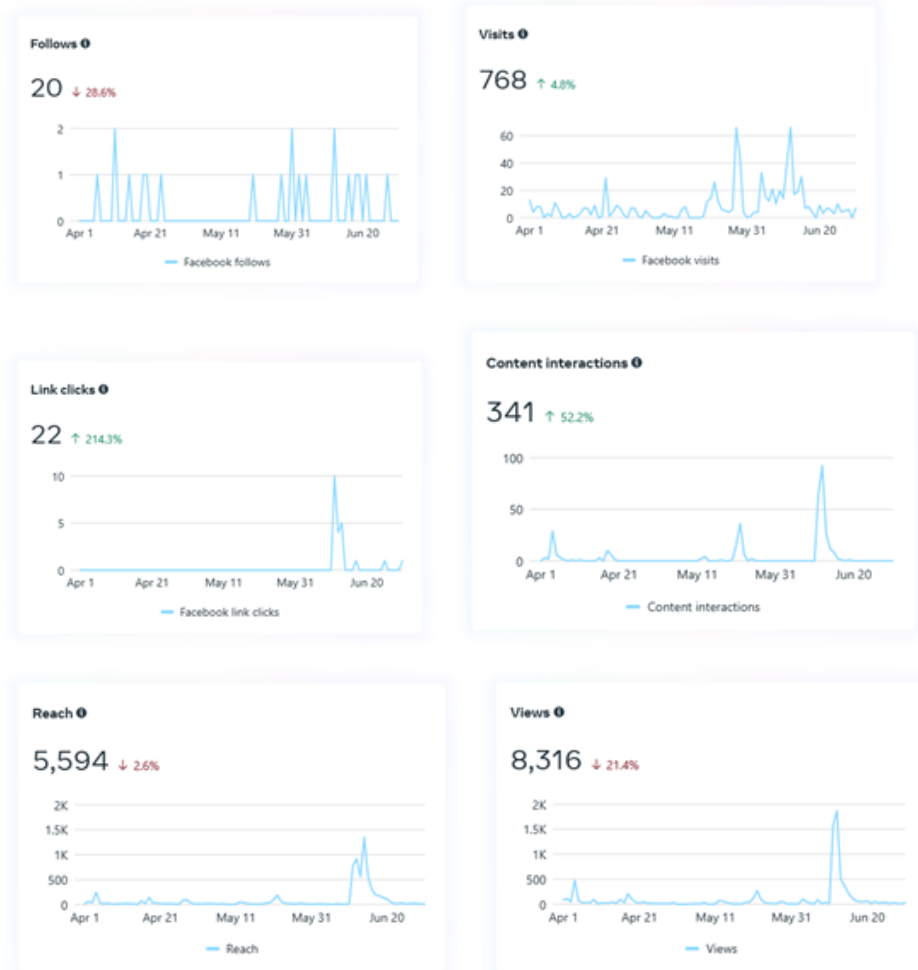 Follows
20 ↓ 28.6%
2
1
0
Apr 1 Apr 21 May 11 May 31 Jun 20
Facebook follows
Visits
768 ↑ 4.8%
60
40
20
0
Apr 1 Apr 21 May 11 May 31 Jun 20
Facebook visits
Link clicks
22 ↑ 214.3%
10
5
0
Apr 1 Apr 21 May 11 May 31 Jun 20
Facebook link clicks
Content interactions
341 ↑ 52.2%
100
50
0
Apr 1 Apr 21 May 11 May 31 Jun 20
Content interactions
Reach
5,594 ↓ 2.6%
2K
1.5K
1K
500
0
Apr 1 Apr 21 May 11 May 31 Jun 20
Reach
Views
8,316 ↓ 21.4%
2K
1.5K
1K
500
0
Apr 1 Apr 21 May 11 May 31 Jun 20
Views